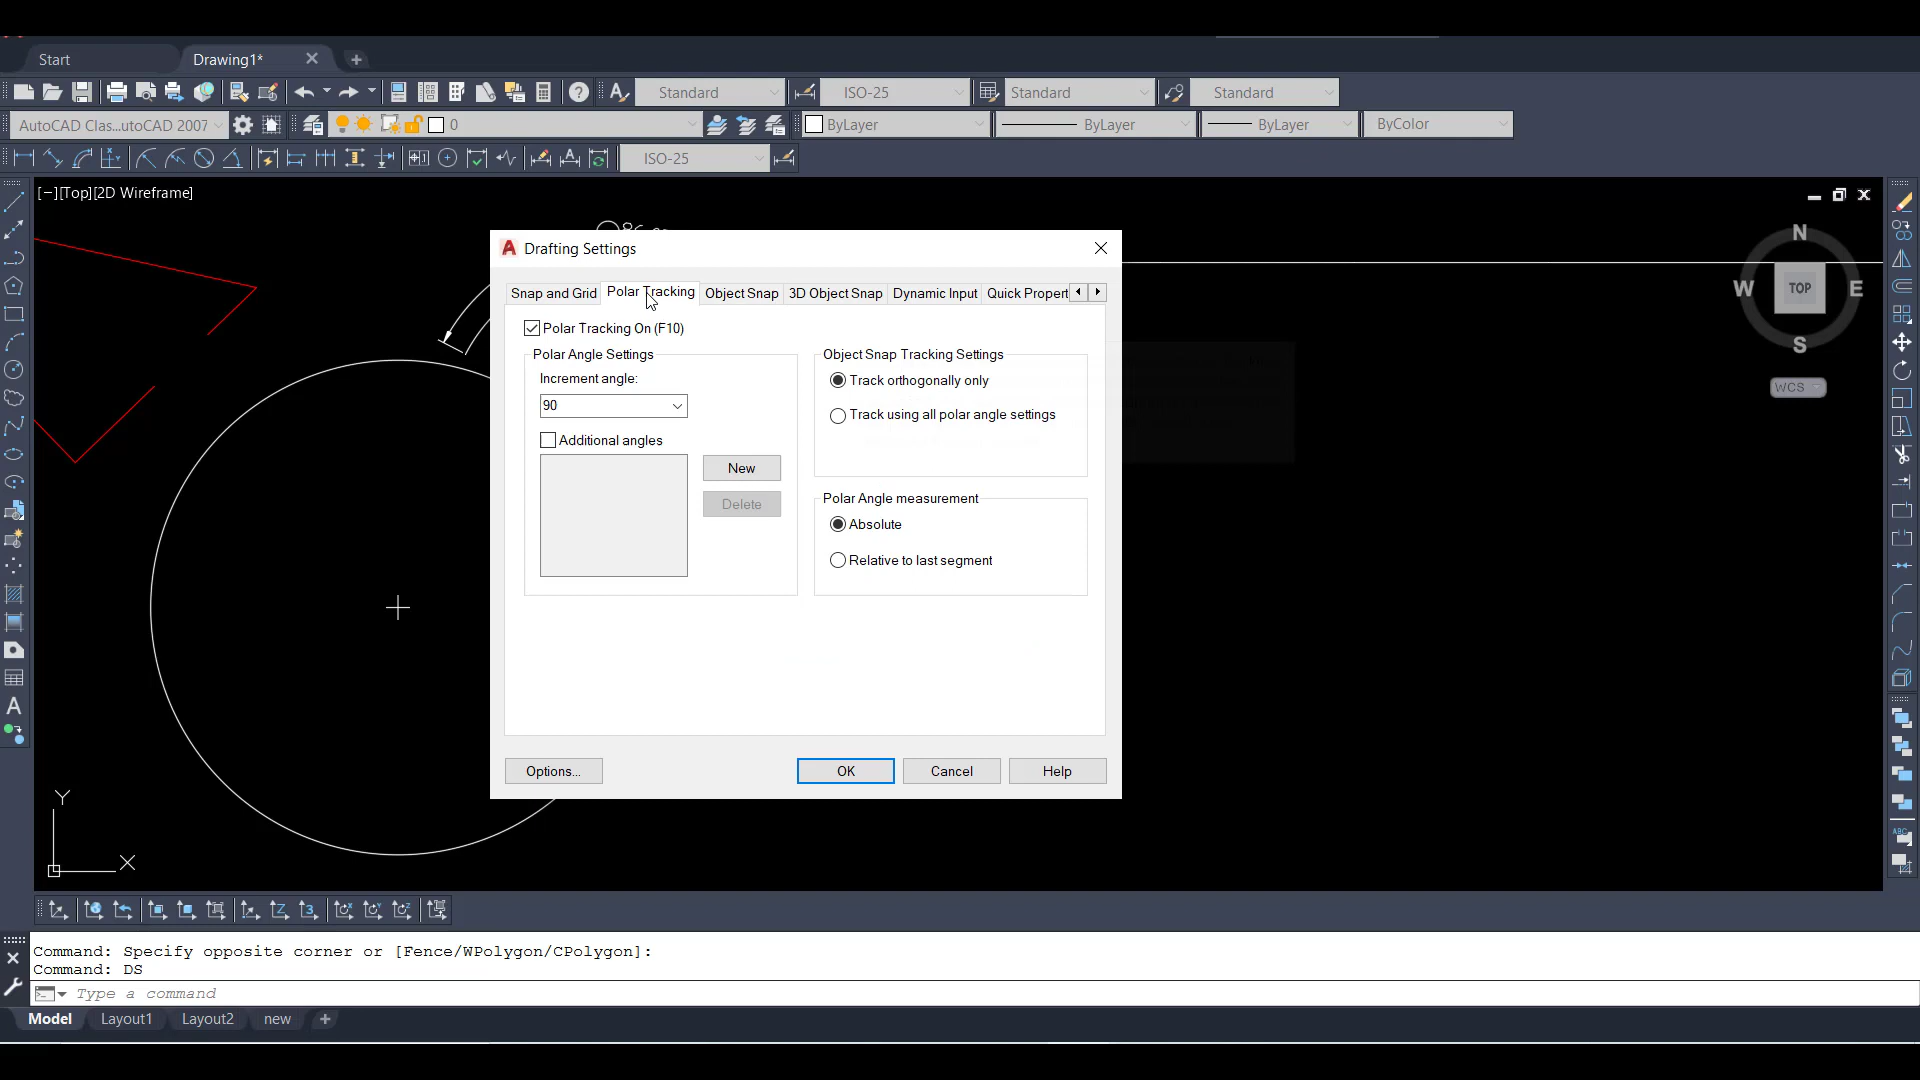 Start
Drawing1*
Standard
ISO-25
Standard
Standard
AutoCAD Clas...utoCAD 2007
0
ByLayer
ByLayer
ByLayer
ByColor
ISO-25
[−][Top][2D Wireframe]
N
W
TOP
E
S
WCS
Drafting Settings
Snap and Grid
Polar Tracking
Object Snap
3D Object Snap
Dynamic Input
Quick Propert
Polar Tracking On (F10)
Polar Angle Settings
Increment angle:
90
Additional angles
New
Delete
Object Snap Tracking Settings
Track orthogonally only
Track using all polar angle settings
Polar Angle measurement
Absolute
Relative to last segment
Options...
OK
Cancel
Help
Y
X
Command: Specify opposite corner or [Fence/WPolygon/CPolygon]:
Command: DS
Type a command
Model
Layout1
Layout2
new